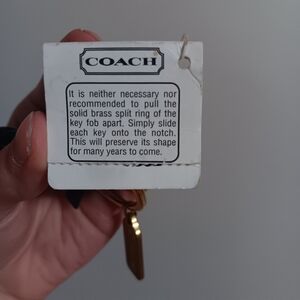 COACH
It is neither necessary nor
recommended to pull the
solid brass split ring of the
key fob apart. Simply slide
each key onto the notch.
This will preserve its shape
for many years to come.